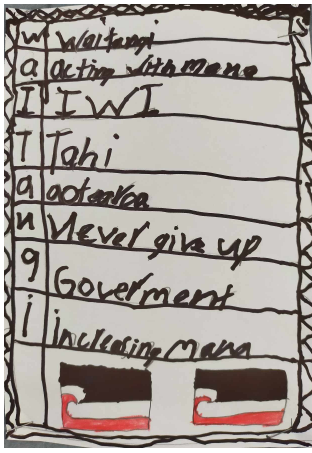 W Waitangi
a acting with mana
I IWI
T Tahi
a aotearoa
n Never give up
g Goverment
i increasing Mana